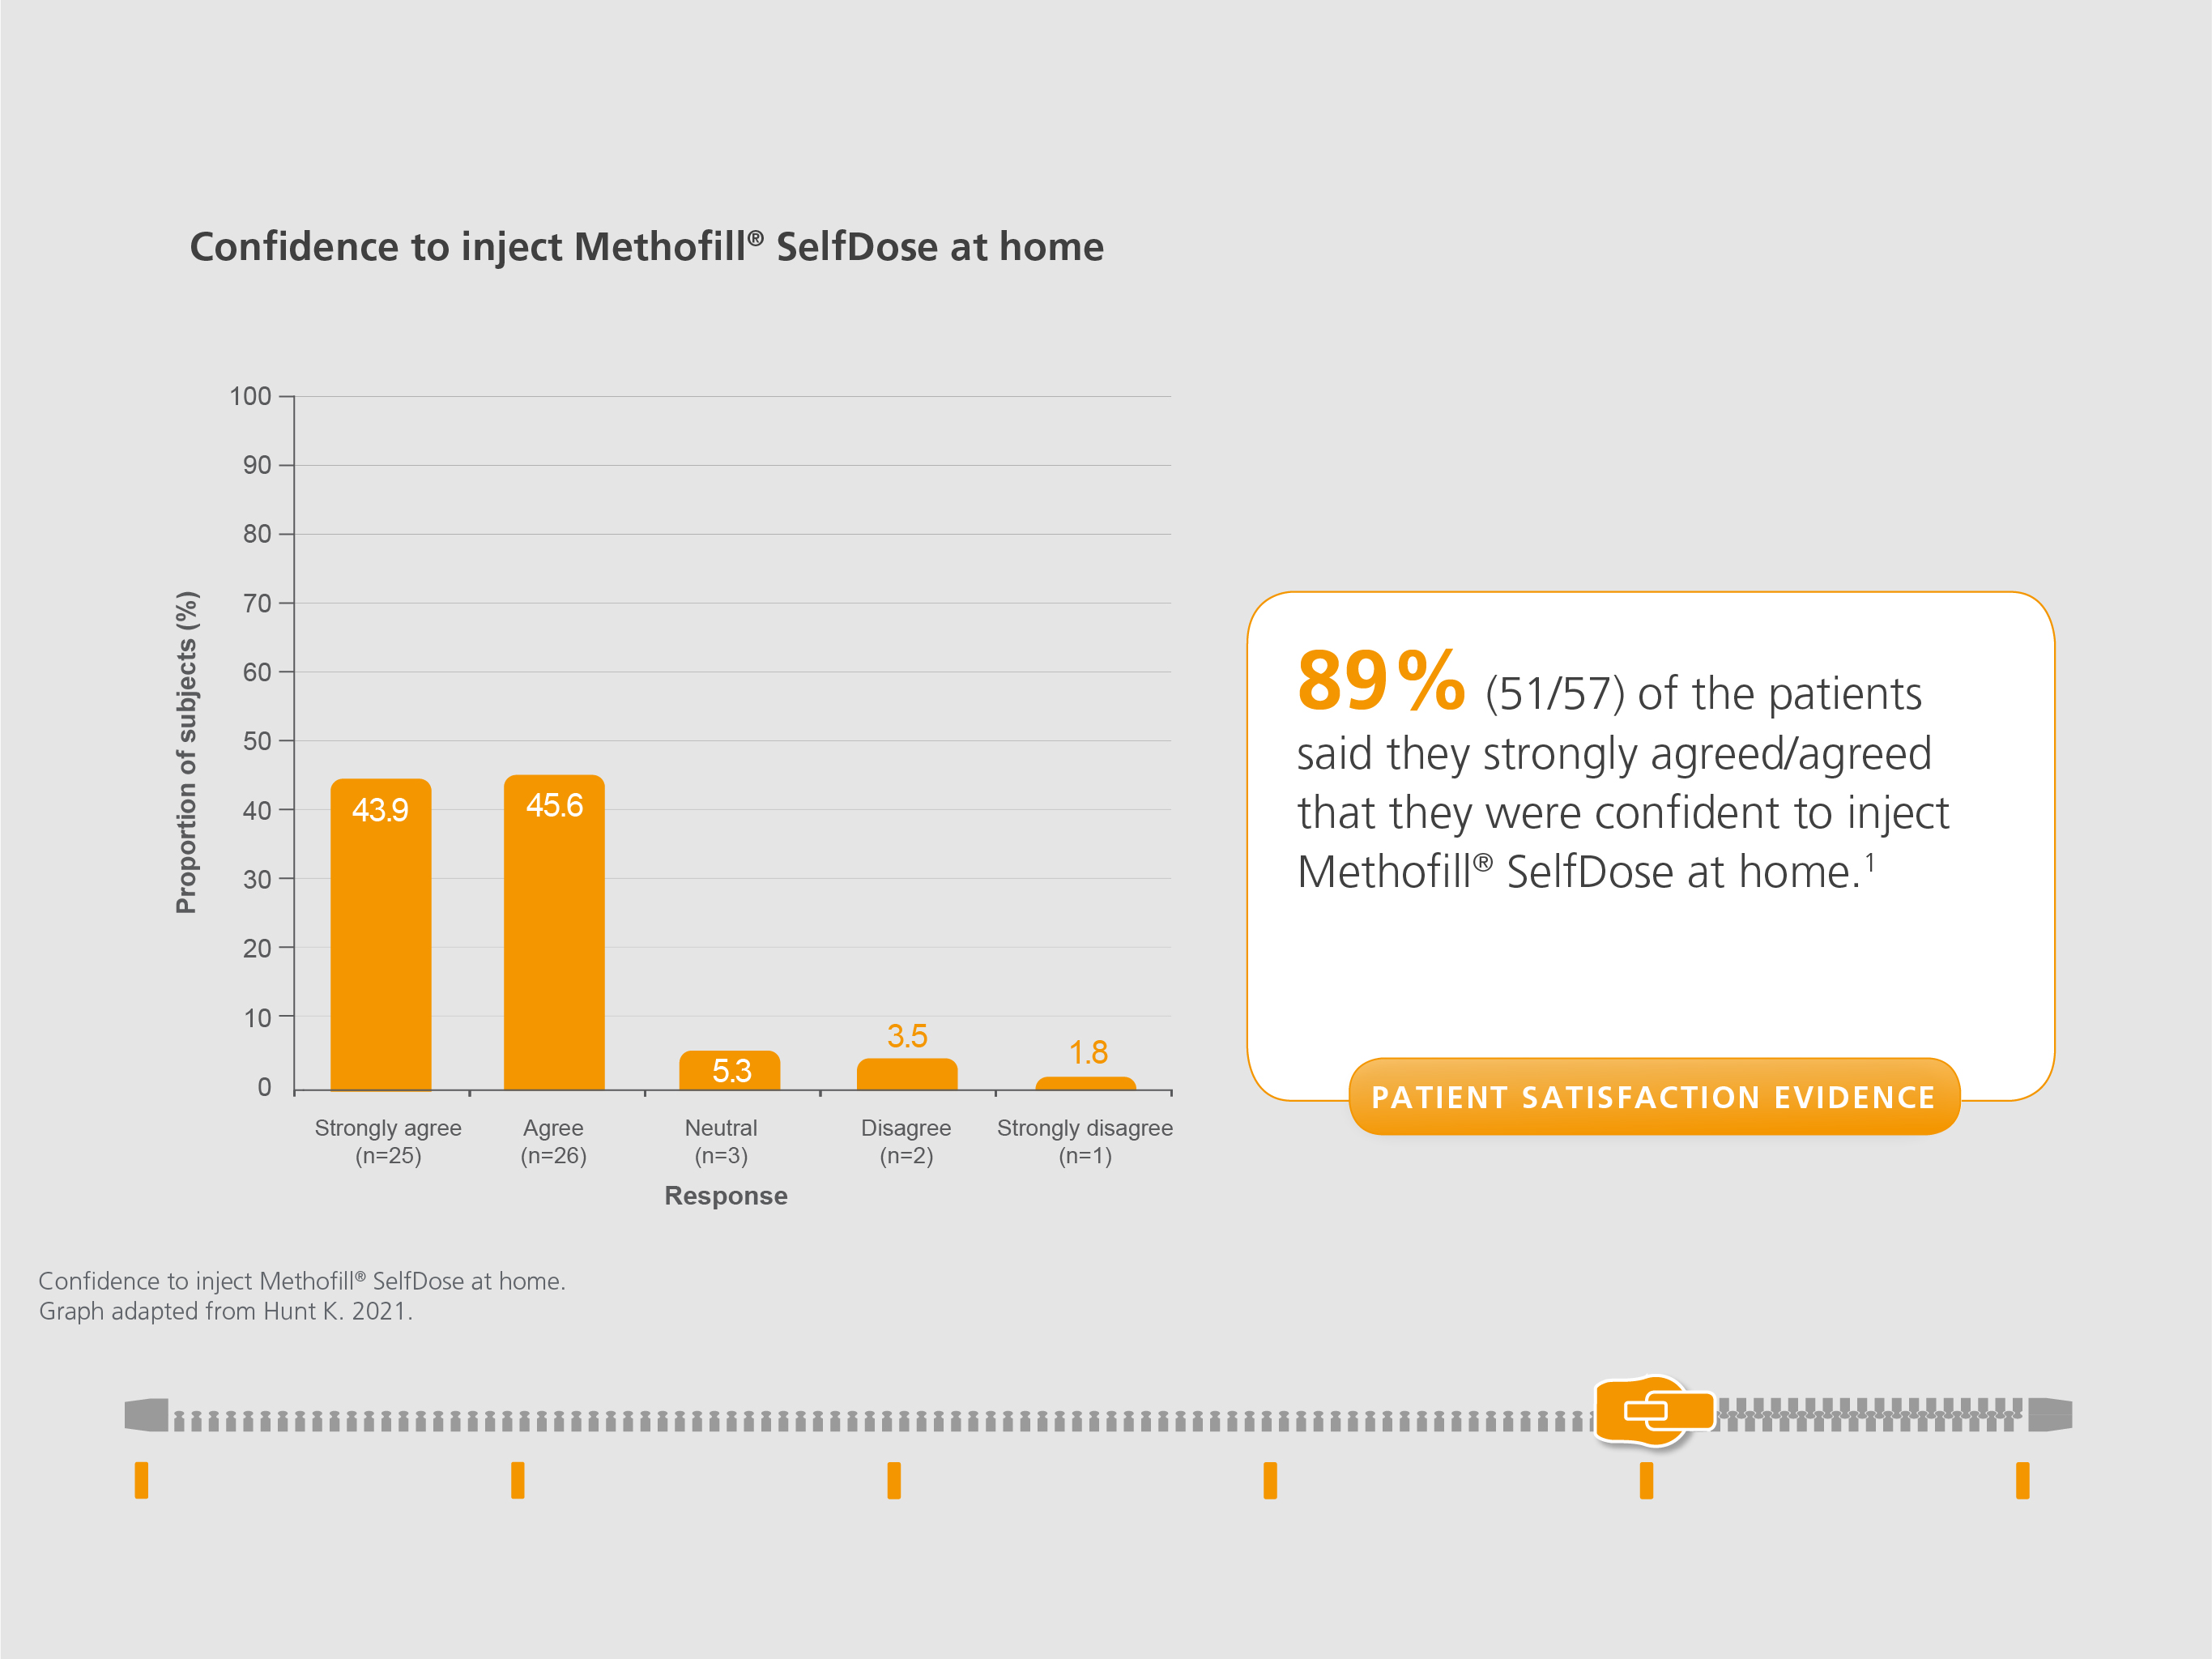 Confidence to inject Methofill® SelfDose at home
Proportion of subjects (%)
100
90
80
70
60
50
40
30
20
10
0
43.9
45.6
5.3
3.5
1.8
Strongly agree
(n=25)
Agree
(n=26)
Neutral
(n=3)
Disagree
(n=2)
Strongly disagree
(n=1)
Response
89% (51/57) of the patients
said they strongly agreed/agreed
that they were confident to inject
Methofill® SelfDose at home.¹
PATIENT SATISFACTION EVIDENCE
Confidence to inject Methofill® SelfDose at home.
Graph adapted from Hunt K. 2021.